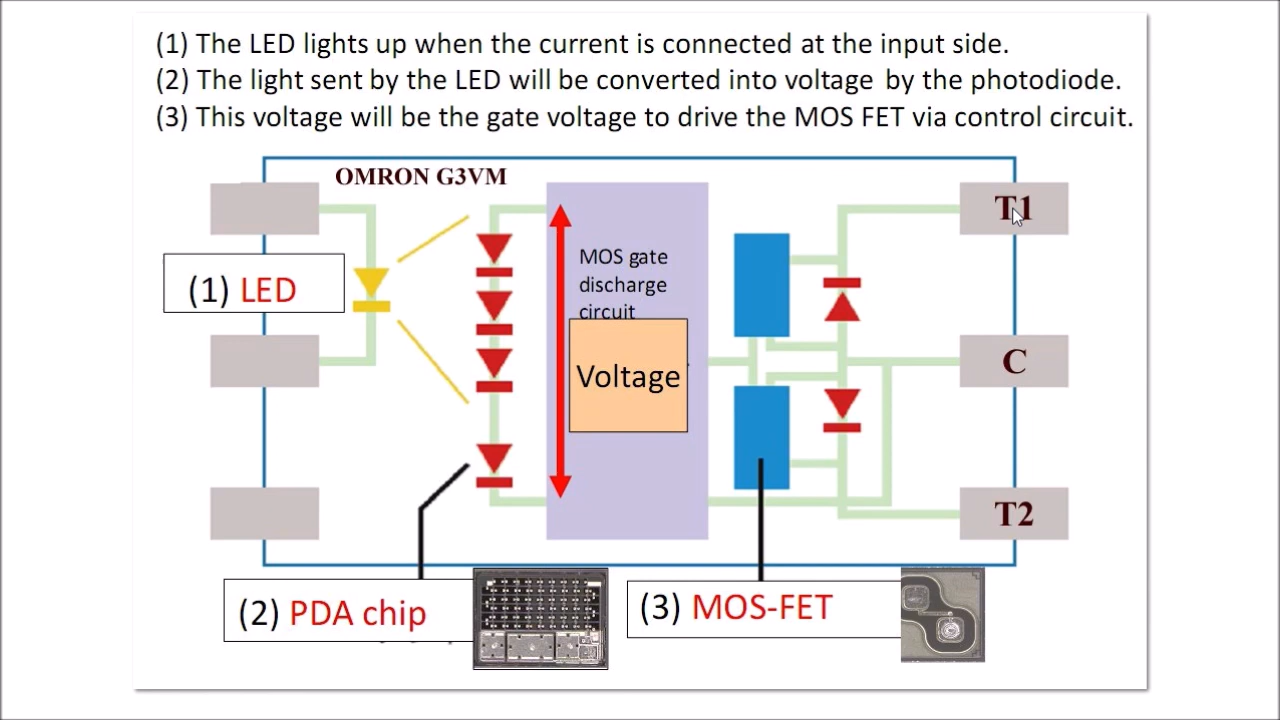 (1) The LED lights up when the current is connected at the input side.
(2) The light sent by the LED will be converted into voltage by the photodiode.
(3) This voltage will be the gate voltage to drive the MOS FET via control circuit.
OMRON G3VM
T1
MOS gate
discharge
circuit
(1) LED
Voltage
C
T2
(2) PDA chip
(3) MOS-FET